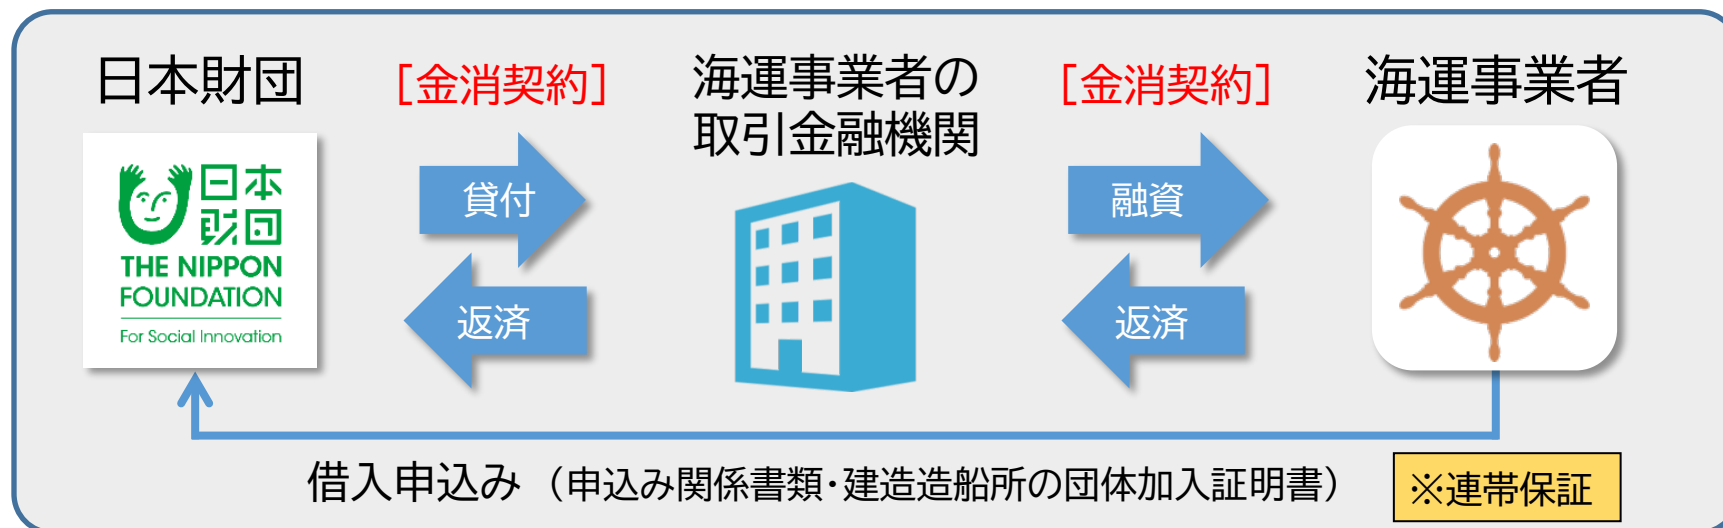 日本財団
［金消契約］
海運事業者の
取引金融機関
［金消契約］
海運事業者
日本
財団
THE NIPPON
FOUNDATION
For Social Innovation
貸付
返済
融資
返済
借入申込み（申込み関係書類･建造造船所の団体加入証明書）
※連帯保証